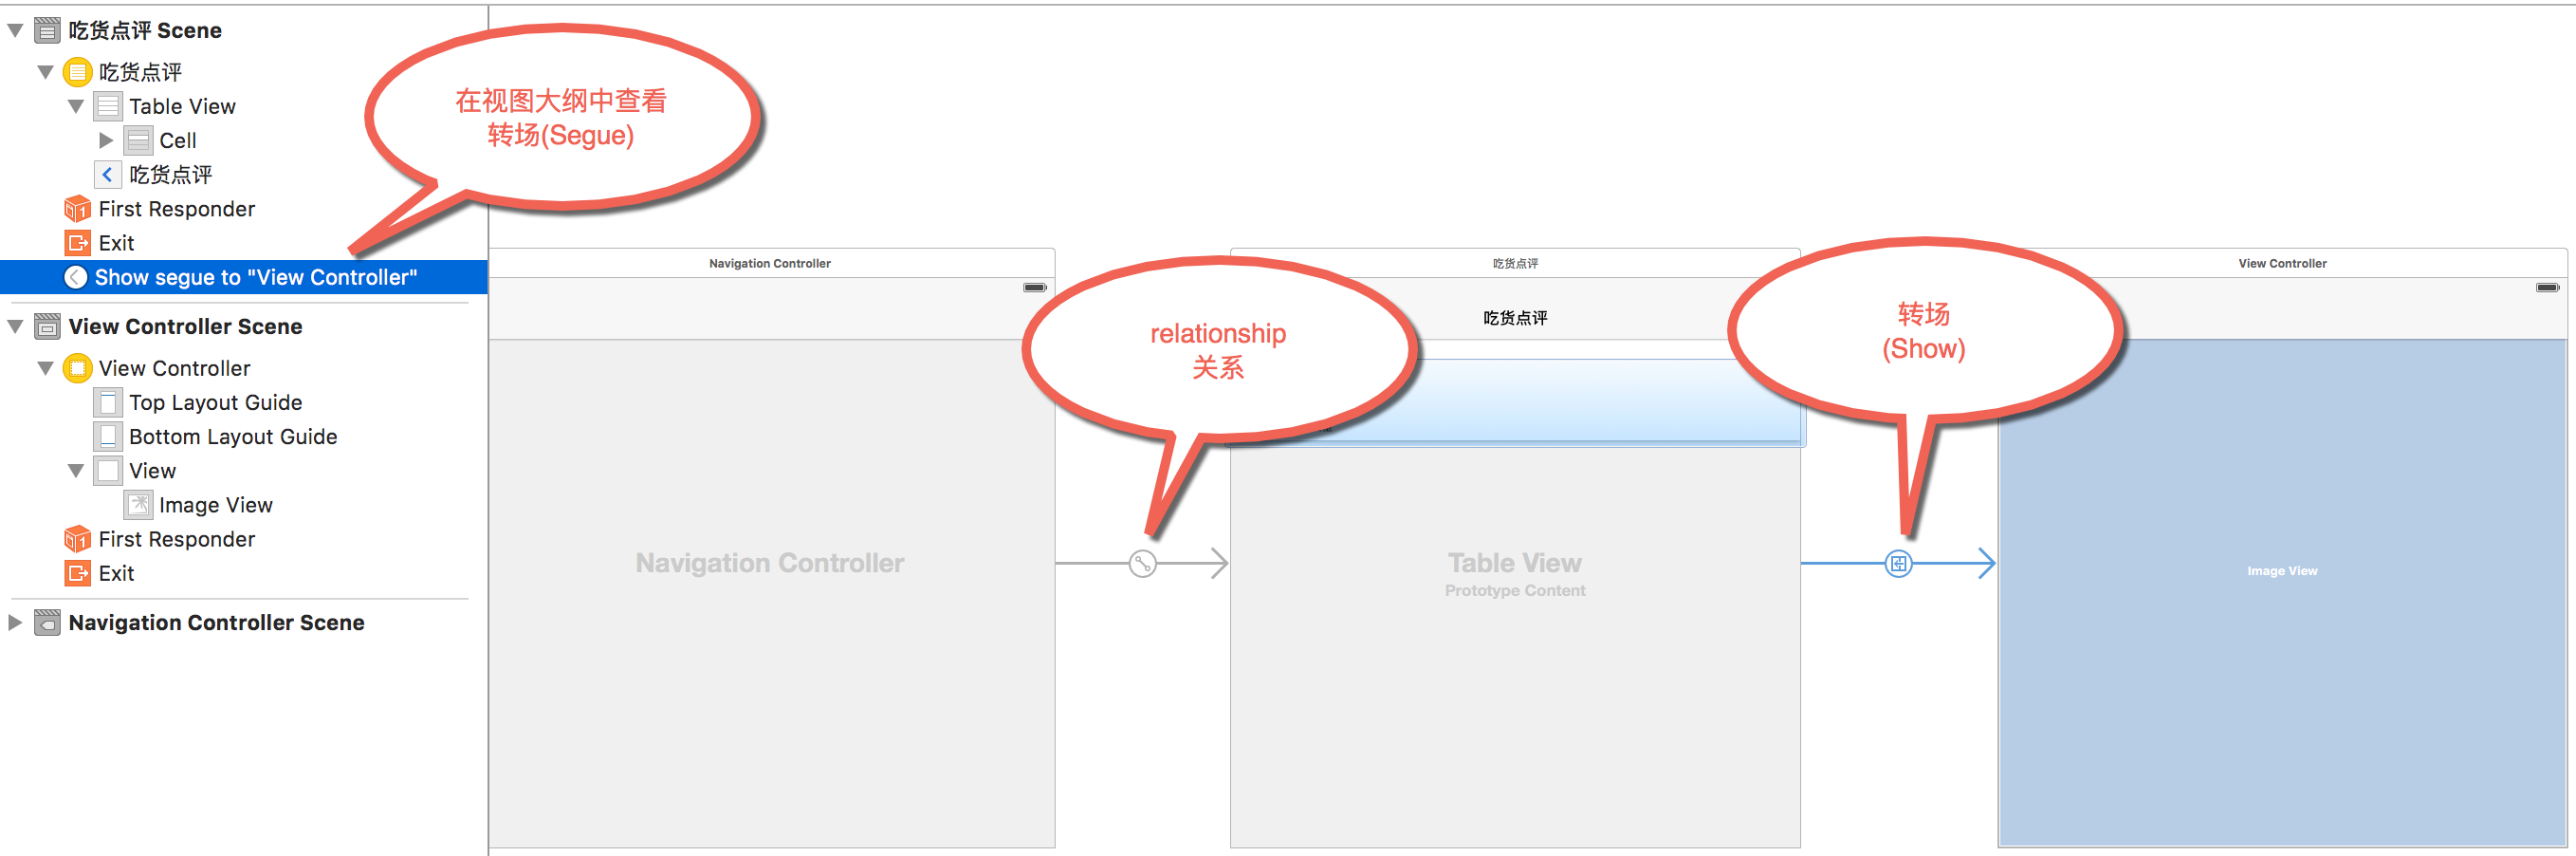 吃货点评 Scene
吃货点评
Table View
Cell
吃货点评
First Responder
Exit
Show segue to "View Controller"
View Controller Scene
View Controller
Top Layout Guide
Bottom Layout Guide
View
Image View
First Responder
Exit
Navigation Controller Scene
在视图大纲中查看
转场(Segue)
Navigation Controller
Navigation Controller
relationship
关系
吃货点评
吃货点评
Table View
Prototype Content
转场
(Show)
View Controller
Image View